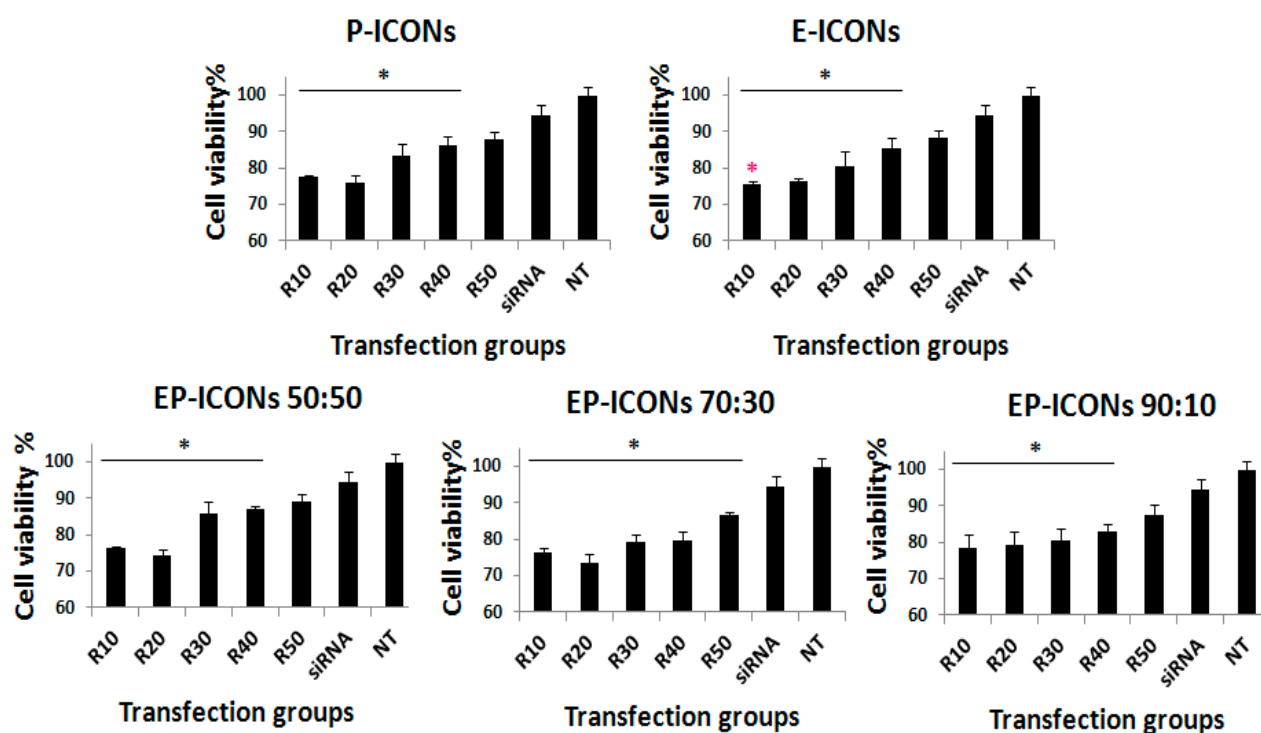 P-ICONs
*
Cell viability%
100
90
80
70
60
R10 R20 R30 R40 R50 siRNA NT
Transfection groups
E-ICONs
*
*
Cell viability%
100
90
80
70
60
R10 R20 R30 R40 R50 siRNA NT
Transfection groups
EP-ICONs 50:50
*
Cell viability %
100
90
80
70
60
R10 R20 R30 R40 R50 siRNA NT
Transfection groups
EP-ICONs 70:30
*
Cell viability%
100
90
80
70
60
R10 R20 R30 R40 R50 siRNA NT
Transfection groups
EP-ICONs 90:10
*
Cell viability%
100
90
80
70
60
R10 R20 R30 R40 R50 siRNA NT
Transfection groups